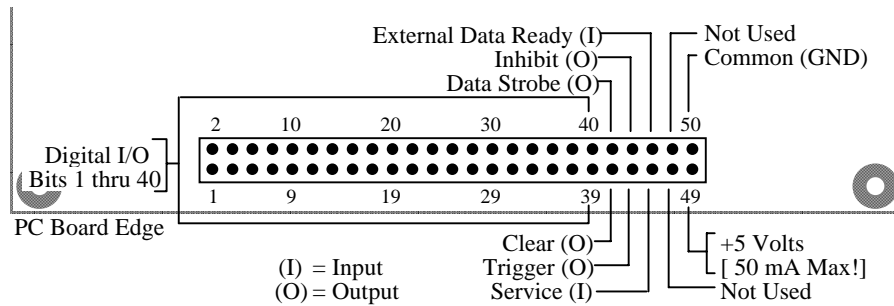 External Data Ready (I)
Not Used
Inhibit (O)
Common (GND)
Data Strobe (O)
2 10 20 30 40 50
Digital I/O
Bits 1 thru 40
1 9 19 29 39 49
PC Board Edge
Clear (O)
+5 Volts
(I) = Input
Trigger (O)
[ 50 mA Max!]
(O) = Output
Service (I)
Not Used